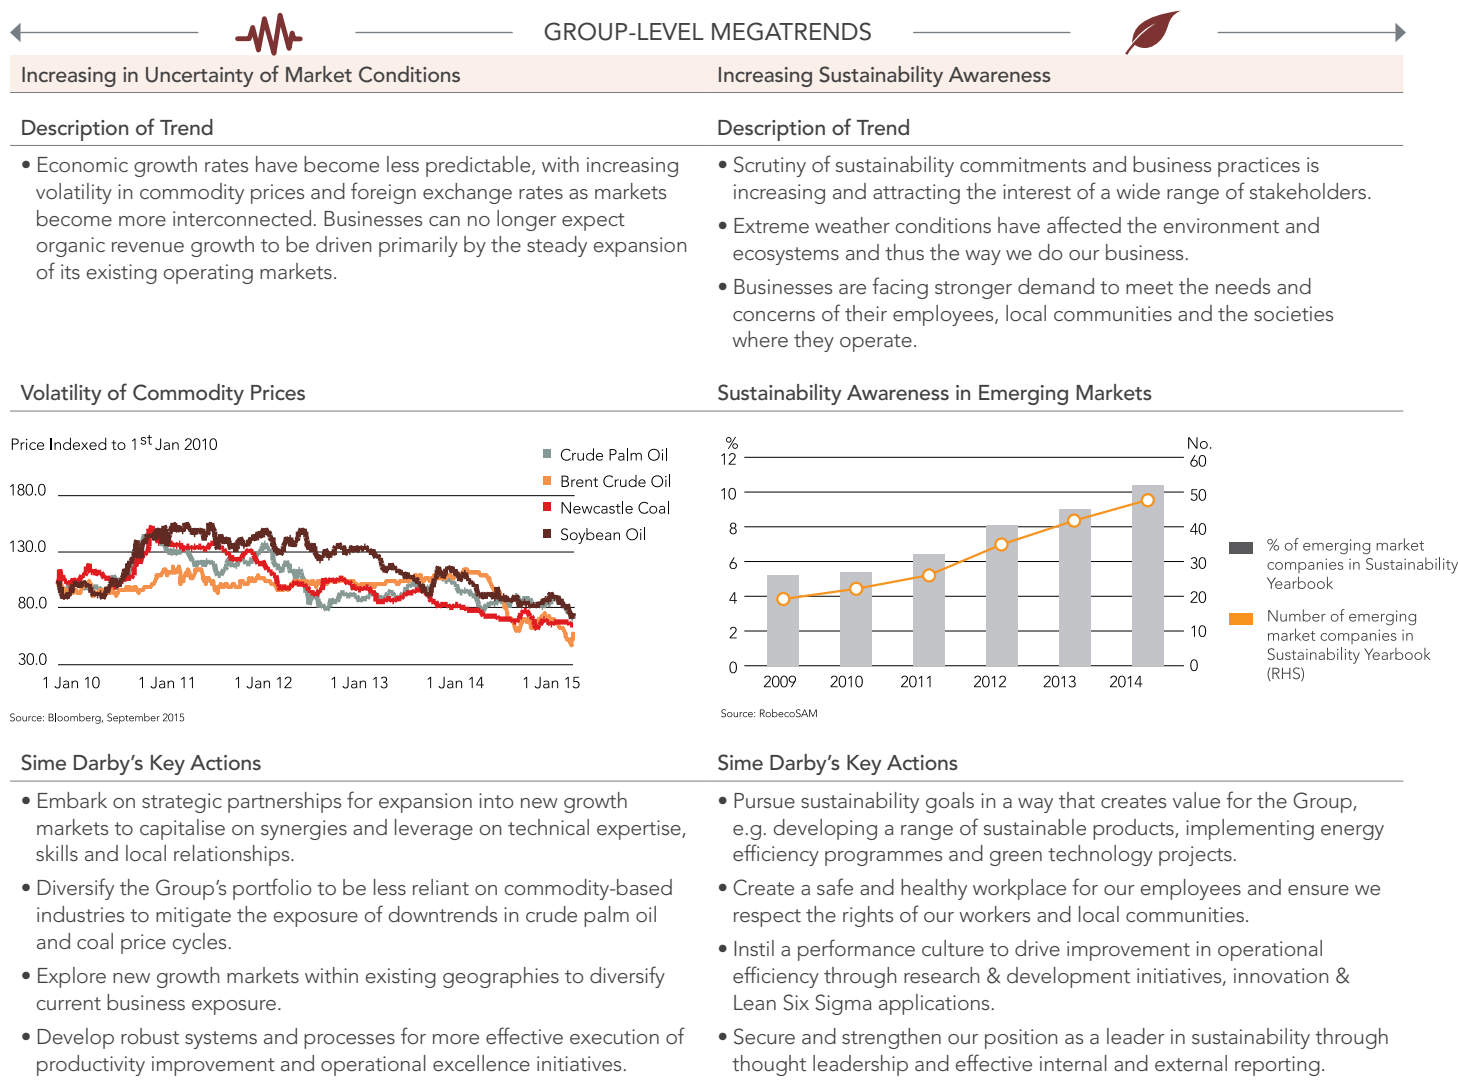 GROUP-LEVEL MEGATRENDS
Increasing in Uncertainty of Market Conditions
Description of Trend
• Economic growth rates have become less predictable, with increasing
volatility in commodity prices and foreign exchange rates as markets
become more interconnected. Businesses can no longer expect
organic revenue growth to be driven primarily by the steady expansion
of its existing operating markets.
Volatility of Commodity Prices
Price Indexed to 1st Jan 2010
Crude Palm Oil
Brent Crude Oil
Newcastle Coal
Soybean Oil
180.0
130.0
80.0
30.0
1 Jan 10 1 Jan 11 1 Jan 12 1 Jan 13 1 Jan 14 1 Jan 15
Source: Bloomberg, September 2015
Sime Darby's Key Actions
• Embark on strategic partnerships for expansion into new growth
markets to capitalise on synergies and leverage on technical expertise,
skills and local relationships.
• Diversify the Group's portfolio to be less reliant on commodity-based
industries to mitigate the exposure of downtrends in crude palm oil
and coal price cycles.
• Explore new growth markets within existing geographies to diversify
current business exposure.
• Develop robust systems and processes for more effective execution of
productivity improvement and operational excellence initiatives.
Increasing Sustainability Awareness
Description of Trend
• Scrutiny of sustainability commitments and business practices is
increasing and attracting the interest of a wide range of stakeholders.
• Extreme weather conditions have affected the environment and
ecosystems and thus the way we do our business.
• Businesses are facing stronger demand to meet the needs and
concerns of their employees, local communities and the societies
where they operate.
Sustainability Awareness in Emerging Markets
% No.
12 60
10 50
8 40
6 30
4 20
2 10
0 0
2009 2010 2011 2012 2013 2014
% of emerging market
companies in Sustainability
Yearbook
Number of emerging
market companies in
Sustainability Yearbook
(RHS)
Source: RobecoSAM
Sime Darby's Key Actions
• Pursue sustainability goals in a way that creates value for the Group,
e.g. developing a range of sustainable products, implementing energy
efficiency programmes and green technology projects.
• Create a safe and healthy workplace for our employees and ensure we
respect the rights of our workers and local communities.
• Instil a performance culture to drive improvement in operational
efficiency through research & development initiatives, innovation &
Lean Six Sigma applications.
• Secure and strengthen our position as a leader in sustainability through
thought leadership and effective internal and external reporting.